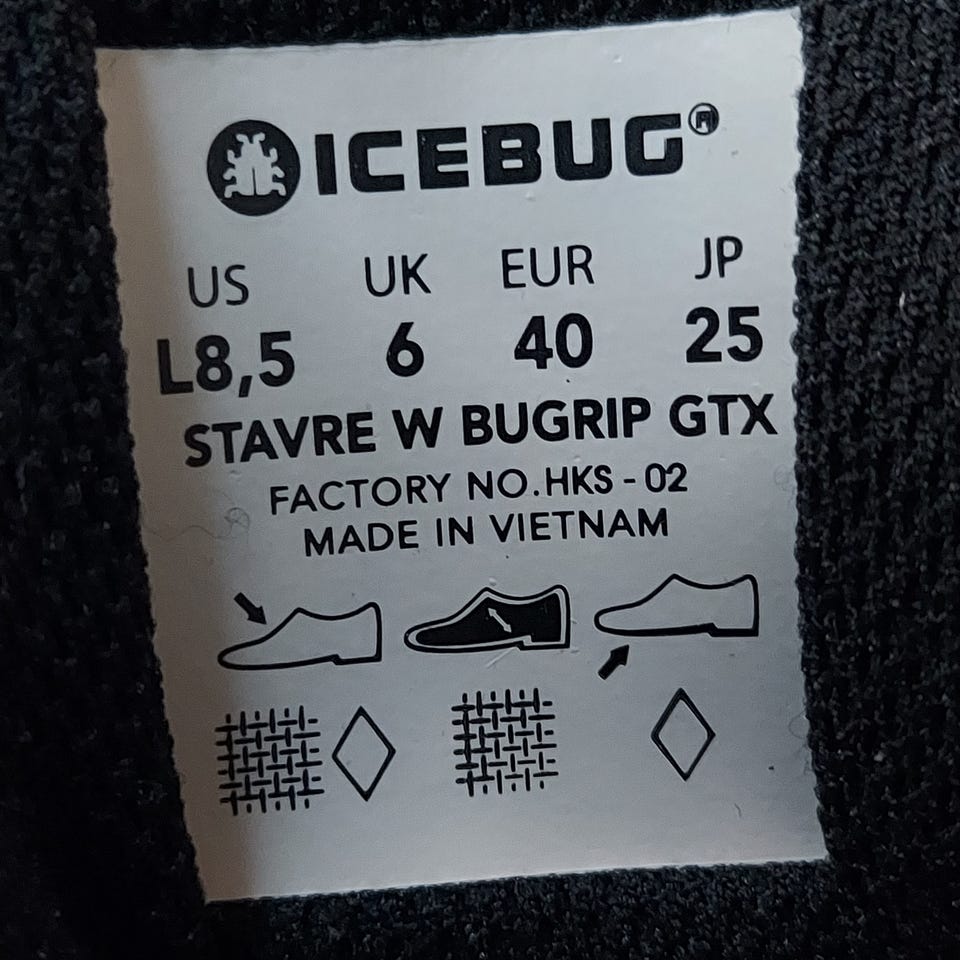 ICEBUG®
US UK EUR JP
L8,5 6 40 25
STAVRE W BUGRIP GTX
FACTORY NO.HKS - 02
MADE IN VIETNAM